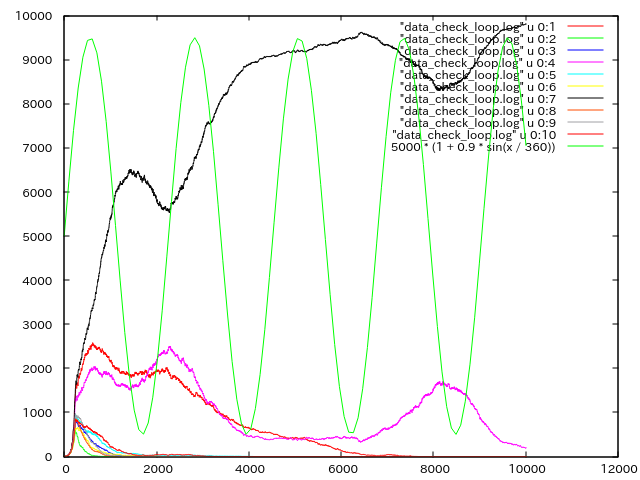 10000
9000
8000
7000
6000
5000
4000
3000
2000
1000
0
"data_check_loop.log" u 0:1
"data_check_loop.log" u 0:2
"data_check_loop.log" u 0:3
"data_check_loop.log" u 0:4
"data_check_loop.log" u 0:5
"data_check_loop.log" u 0:6
"data_check_loop.log" u 0:7
"data_check_loop.log" u 0:8
"data_check_loop.log" u 0:9
"data_check_loop.log" u 0:10
5000 * (1 + 0.9 * sin(x / 360))
0 2000 4000 6000 8000 10000 12000